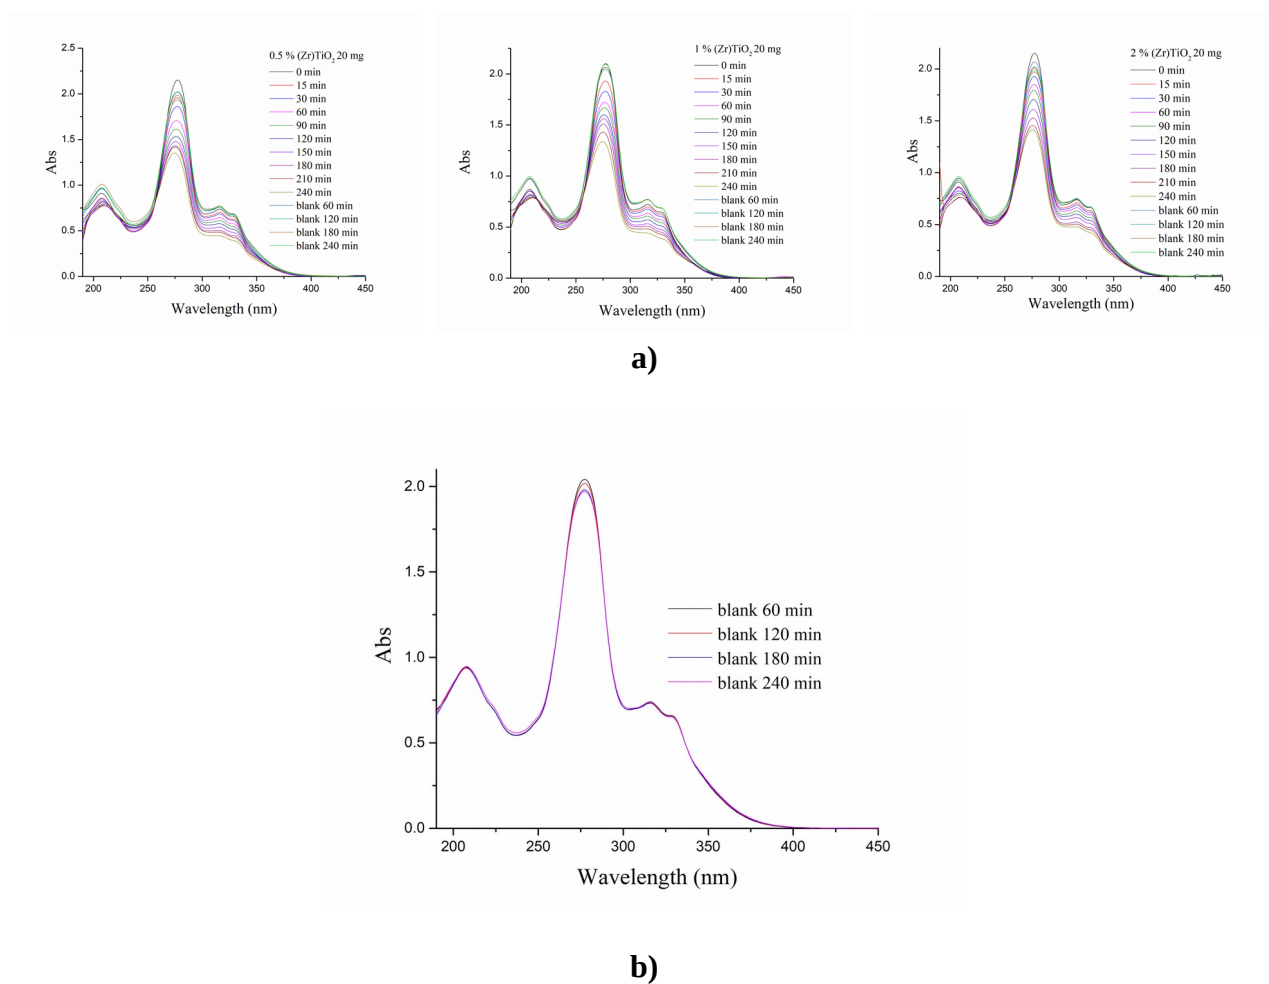 0.5 % (Zr)TiO2 20 mg
0 min
15 min
30 min
60 min
90 min
120 min
150 min
180 min
210 min
240 min
blank 60 min
blank 120 min
blank 180 min
blank 240 min
2.5
2.0
1.5
1.0
0.5
0.0
Abs
200 250 300 350 400 450
Wavelength (nm)
1 % (Zr)TiO2 20 mg
0 min
15 min
30 min
60 min
90 min
120 min
150 min
180 min
210 min
240 min
blank 60 min
blank 120 min
blank 180 min
blank 240 min
2.0
1.5
1.0
0.5
0.0
Abs
200 250 300 350 400 450
Wavelength (nm)
2 % (Zr)TiO2 20 mg
0 min
15 min
30 min
60 min
90 min
120 min
150 min
180 min
210 min
240 min
blank 60 min
blank 120 min
blank 180 min
blank 240 min
2.0
1.5
1.0
0.5
0.0
Abs
200 250 300 350 400 450
Wavelength (nm)
a)
2.0
1.5
1.0
0.5
0.0
Abs
blank 60 min
blank 120 min
blank 180 min
blank 240 min
200 250 300 350 400 450
Wavelength (nm)
b)